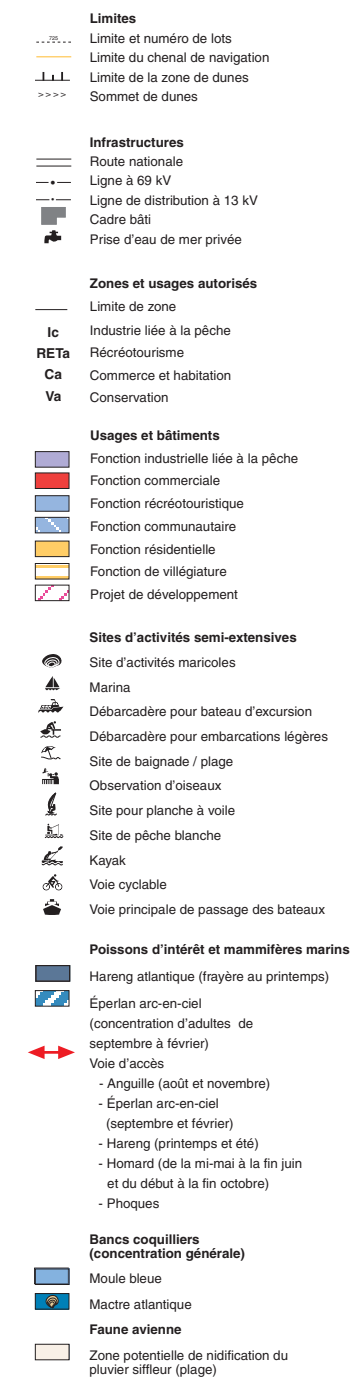 Limites
725 Limite et numéro de lots
Limite du chenal de navigation
Limite de la zone de dunes
>>>> Sommet de dunes
Infrastructures
Route nationale
Ligne à 69 kV
Ligne de distribution à 13 kV
Cadre bâti
Prise d'eau de mer privée
Zones et usages autorisés
Limite de zone
Ic Industrie liée à la pêche
RETa Récréotourisme
Ca Commerce et habitation
Va Conservation
Usages et bâtiments
Fonction industrielle liée à la pêche
Fonction commerciale
Fonction récréotouristique
Fonction communautaire
Fonction résidentielle
Fonction de villégiature
Projet de développement
Sites d'activités semi-extensives
Site d'activités maricoles
Marina
Débarcadère pour bateau d'excursion
Débarcadère pour embarcations légères
Site de baignade / plage
Observation d'oiseaux
Site pour planche à voile
Site de pêche blanche
Kayak
Voie cyclable
Voie principale de passage des bateaux
Poissons d'intérêt et mammifères marins
Hareng atlantique (frayère au printemps)
Éperlan arc-en-ciel
(concentration d'adultes de
septembre à février)
Voie d'accès
- Anguille (août et novembre)
- Éperlan arc-en-ciel
(septembre et février)
- Hareng (printemps et été)
- Homard (de la mi-mai à la fin juin
et du début à la fin octobre)
- Phoques
Bancs coquilliers
(concentration générale)
Moule bleue
Mactre atlantique
Faune avienne
Zone potentielle de nidification du
pluvier siffleur (plage)